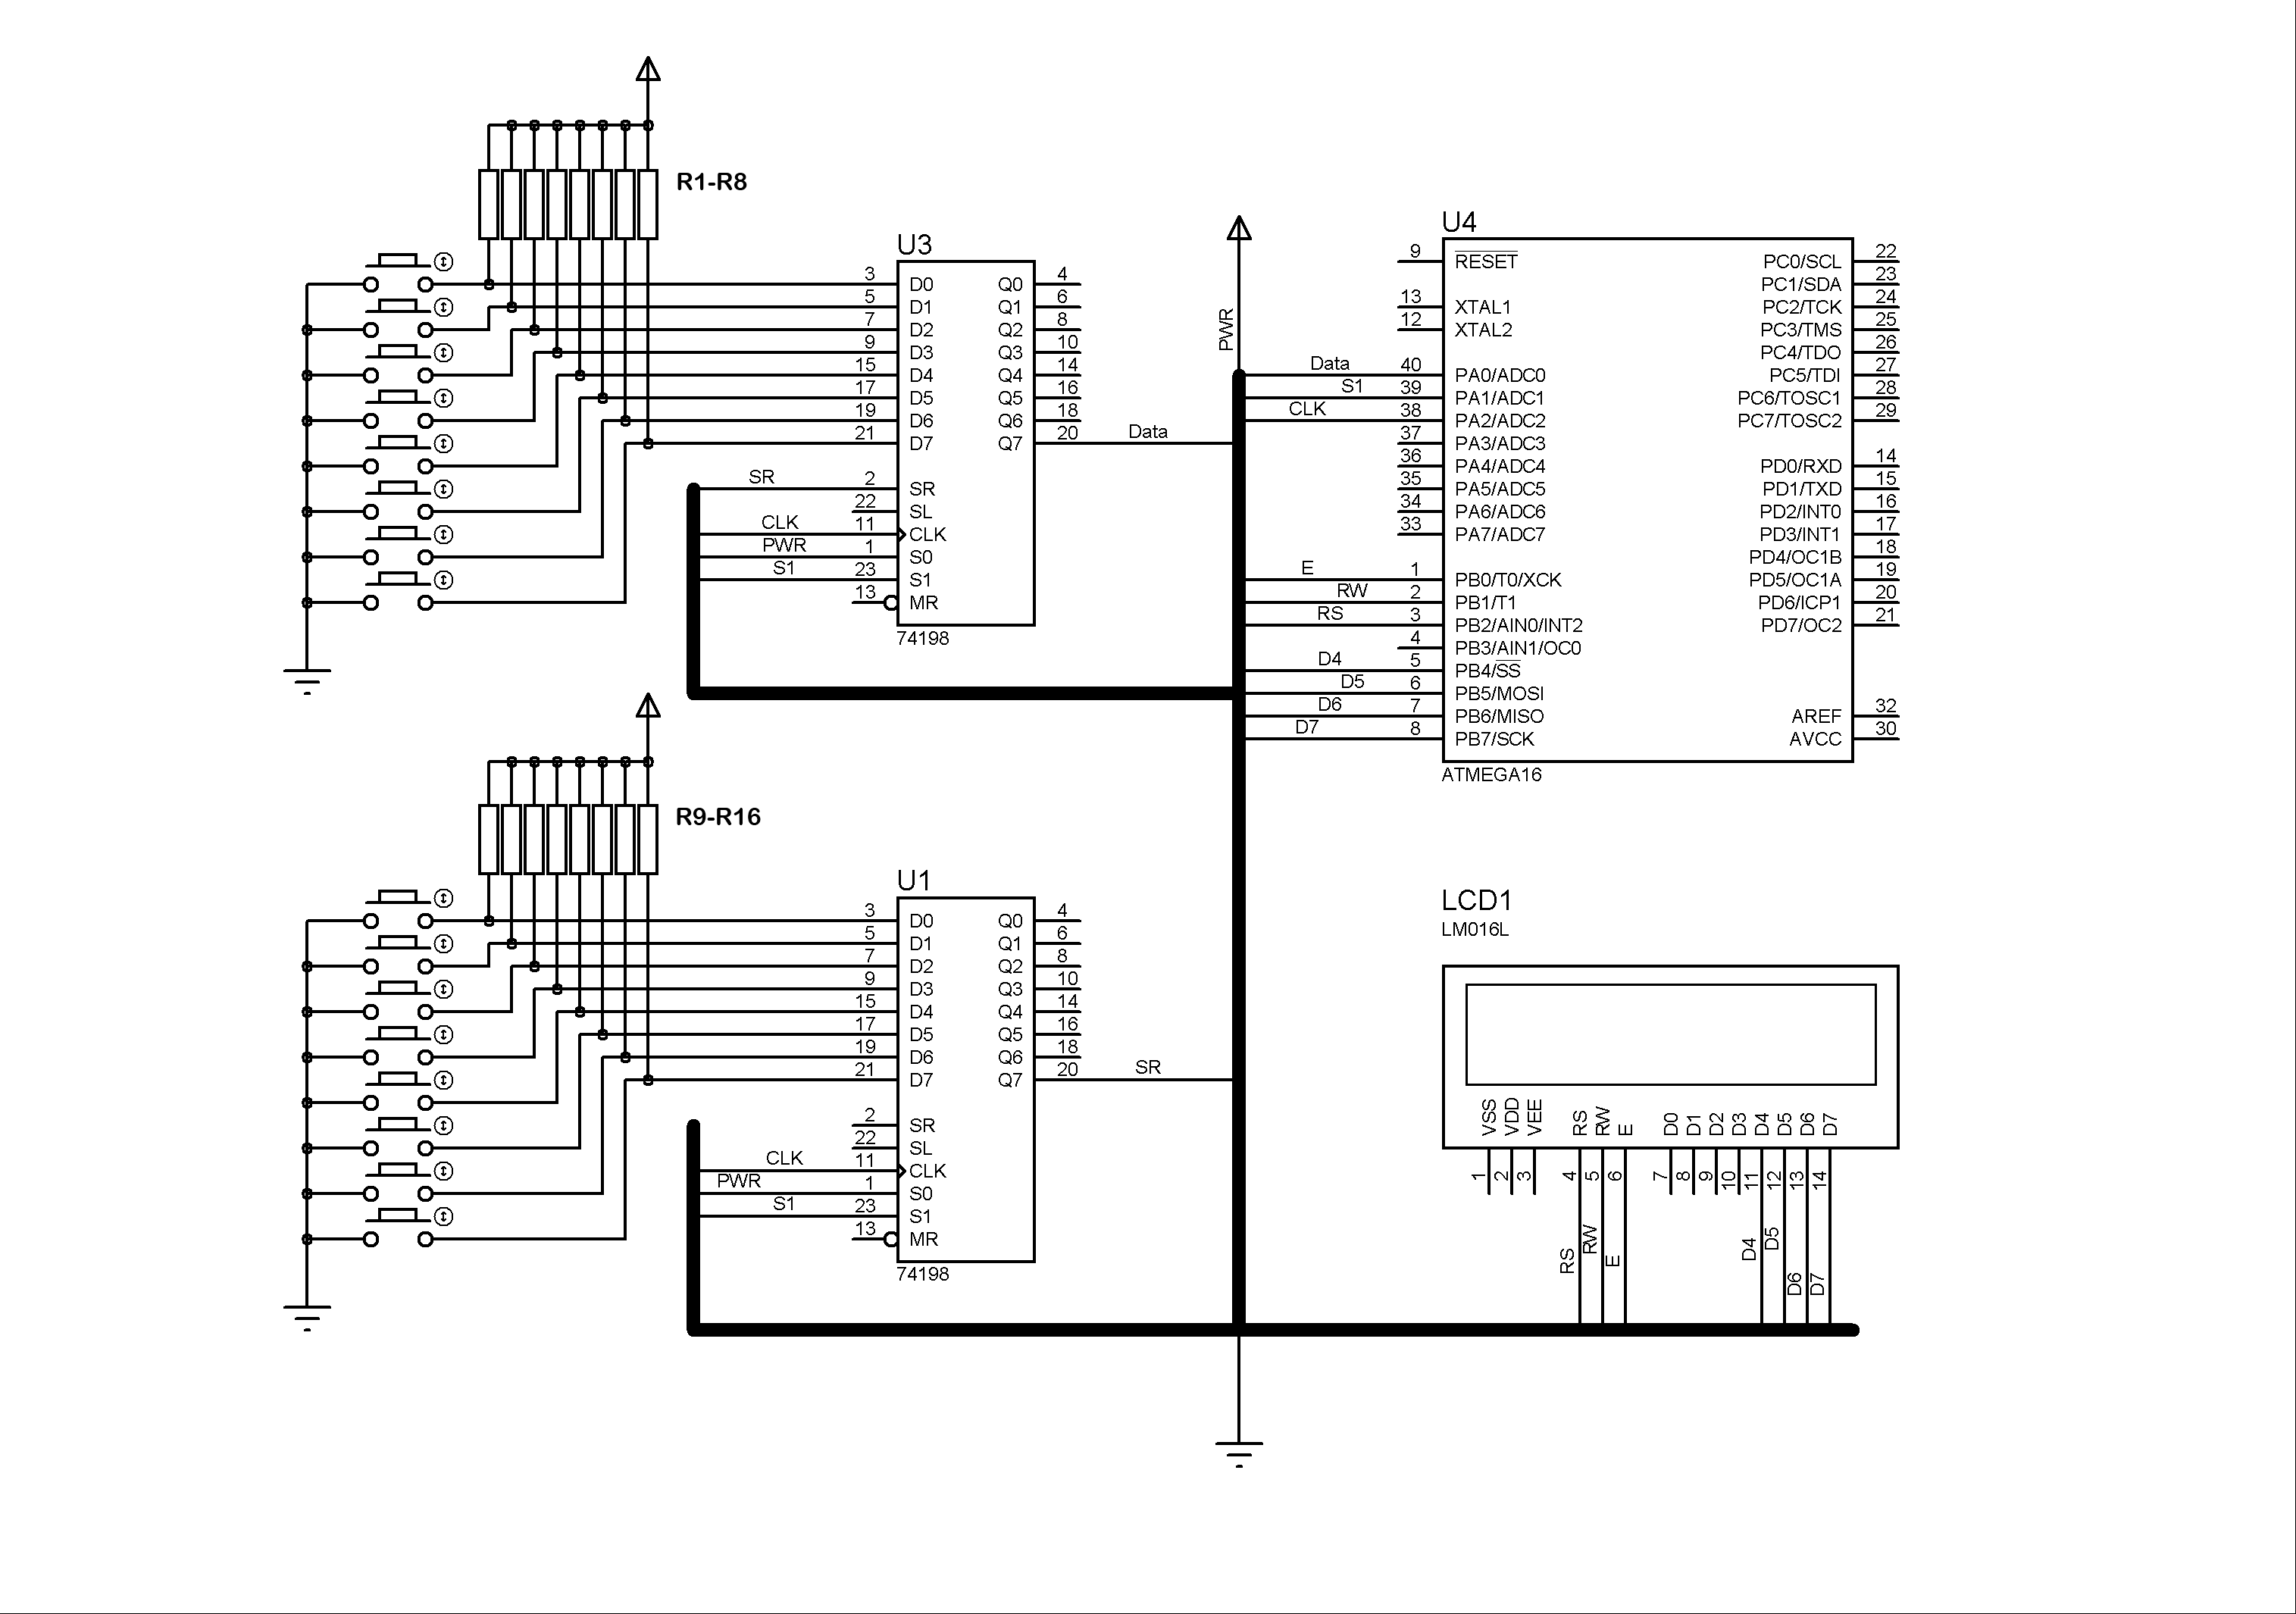 R1-R8
U3
3 D0 Q0 4
5 D1 Q1 6
7 D2 Q2 8
9 D3 Q3 10
15 D4 Q4 14
17 D5 Q5 16
19 D6 Q6 18
21 D7 Q7 20 Data
SR 2 SR
22 SL
CLK 11 CLK
PWR 1 S0
S1 23 S1
13 MR
74198
PWR
U4
9 RESET PC0/SCL 22
PC1/SDA 23
13 XTAL1 PC2/TCK 24
12 XTAL2 PC3/TMS 25
PC4/TDO 26
Data 40 PA0/ADC0 PC5/TDI 27
S1 39 PA1/ADC1 PC6/TOSC1 28
CLK 38 PA2/ADC2 PC7/TOSC2 29
37 PA3/ADC3
36 PA4/ADC4 PD0/RXD 14
35 PA5/ADC5 PD1/TXD 15
34 PA6/ADC6 PD2/INT0 16
33 PA7/ADC7 PD3/INT1 17
PD4/OC1B 18
E 1 PB0/T0/XCK PD5/OC1A 19
RW 2 PB1/T1 PD6/ICP1 20
RS 3 PB2/AIN0/INT2 PD7/OC2 21
4 PB3/AIN1/OC0
D4 5 PB4/SS
D5 6 PB5/MOSI
D6 7 PB6/MISO AREF 32
D7 8 PB7/SCK AVCC 30
ATMEGA16
R9-R16
U1
3 D0 Q0 4
5 D1 Q1 6
7 D2 Q2 8
9 D3 Q3 10
15 D4 Q4 14
17 D5 Q5 16
19 D6 Q6 18
21 D7 Q7 20 SR
2 SR
22 SL
CLK 11 CLK
PWR 1 S0
S1 23 S1
13 MR
74198
LCD1
LM016L
VSS VDD VEE RS RW E D0 D1 D2 D3 D4 D5 D6 D7
1 2 3 4 5 6 7 8 9 10 11 12 13 14
RS RW E D4 D5 D6 D7